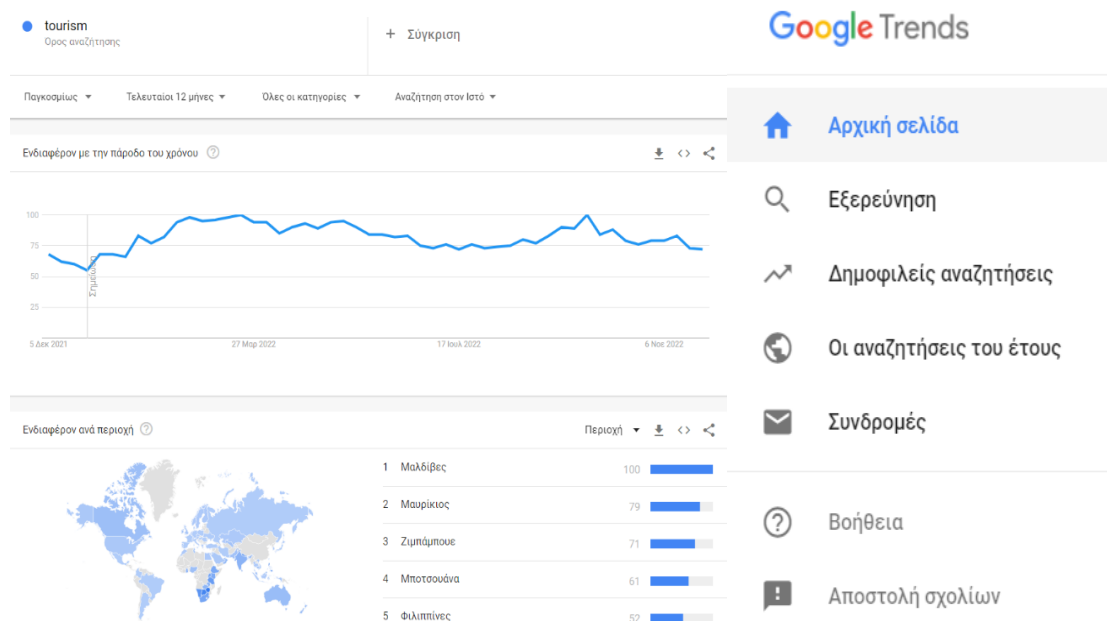 tourism
Όρος αναζήτησης
+ Σύγκριση
Παγκοσμίως
Τελευταίοι 12 μήνες
Όλες οι κατηγορίες
Αναζήτηση στον Ιστό
Ενδιαφέρον με την πάροδο του χρόνου
100
75
50
25
Σημείωση
5 Δεκ 2021
27 Μαρ 2022
17 Ιουλ 2022
6 Νοε 2022
Ενδιαφέρον ανά περιοχή
Περιοχή
1 Μαλδίβες 100
2 Μαυρίκιος 79
3 Ζιμπάμπουε 71
4 Μποτσουάνα 61
5 Φιλιππίνες 52
Google Trends
Αρχική σελίδα
Εξερεύνηση
Δημοφιλείς αναζητήσεις
Οι αναζητήσεις του έτους
Συνδρομές
Βοήθεια
Αποστολή σχολίων